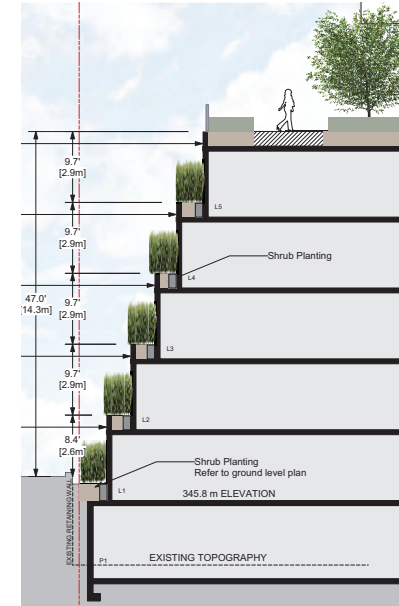 9.7'
[2.9m]
L5
9.7'
[2.9m]
Shrub Planting
L4
9.7'
[2.9m]
47.0'
[14.3m]
L3
9.7'
[2.9m]
L2
8.4'
[2.6m]
Shrub Planting
Refer to ground level plan
L1
345.8 m ELEVATION
EXISTING RETAINING WALL
EXISTING TOPOGRAPHY
P1